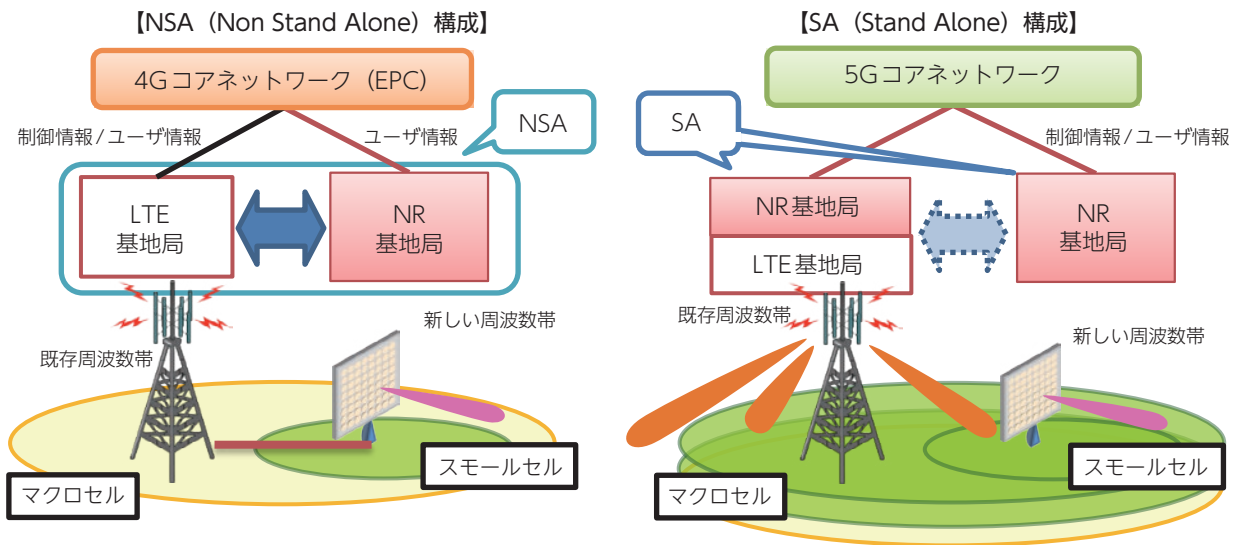 【NSA（Non Stand Alone）構成】
4Gコアネットワーク（EPC）
制御情報/ユーザ情報
ユーザ情報
NSA
LTE
基地局
NR
基地局
既存周波数帯
新しい周波数帯
マクロセル
スモールセル
【SA（Stand Alone）構成】
5Gコアネットワーク
SA
制御情報/ユーザ情報
NR基地局
LTE基地局
NR
基地局
既存周波数帯
新しい周波数帯
マクロセル
スモールセル